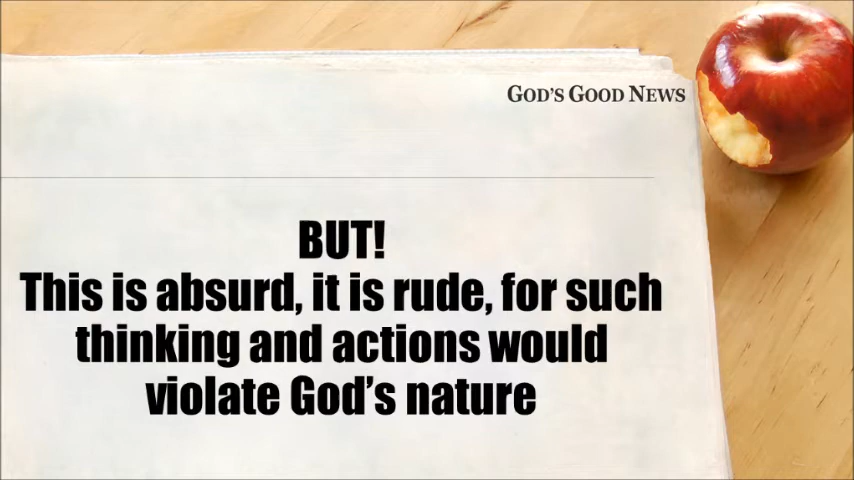 GOD'S GOOD NEWS
BUT!
This is absurd, it is rude, for such
thinking and actions would
violate God's nature